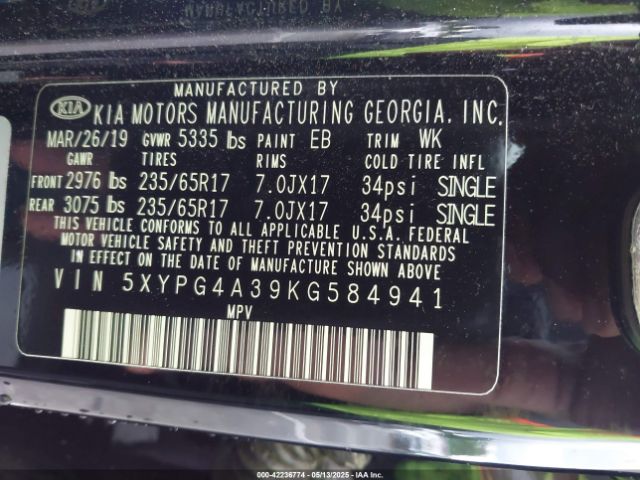 MANUFACTURED BY
KIA KIA MOTORS MANUFACTURING GEORGIA, INC.
MAR/26/19 GVWR 5335 lbs PAINT EB TRIM WK
GAWR TIRES RIMS COLD TIRE INFL
FRONT 2976 lbs 235/65R17 7.0JX17 34psi SINGLE
REAR 3075 lbs 235/65R17 7.0JX17 34psi SINGLE
THIS VEHICLE CONFORMS TO ALL APPLICABLE U.S.A. FEDERAL
MOTOR VEHICLE SAFETY AND THEFT PREVENTION STANDARDS
IN EFFECT ON THE DATE OF MANUFACTURE SHOWN ABOVE.
VIN 5XYPG4A39KG584941
MPV
000-42236774 - 05/13/2025 - IAA Inc.